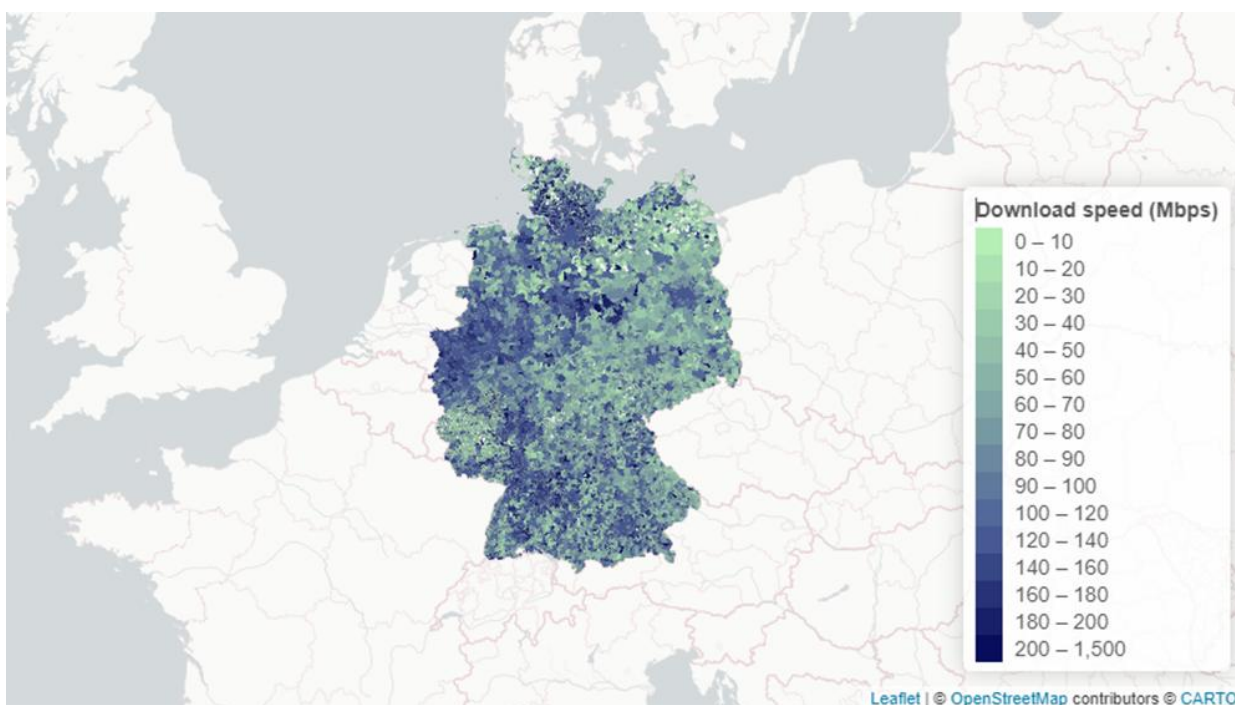 Download speed (Mbps)
0 – 10
10 – 20
20 – 30
30 – 40
40 – 50
50 – 60
60 – 70
70 – 80
80 – 90
90 – 100
100 – 120
120 – 140
140 – 160
160 – 180
180 – 200
200 – 1,500
Leaflet | © OpenStreetMap contributors © CARTO